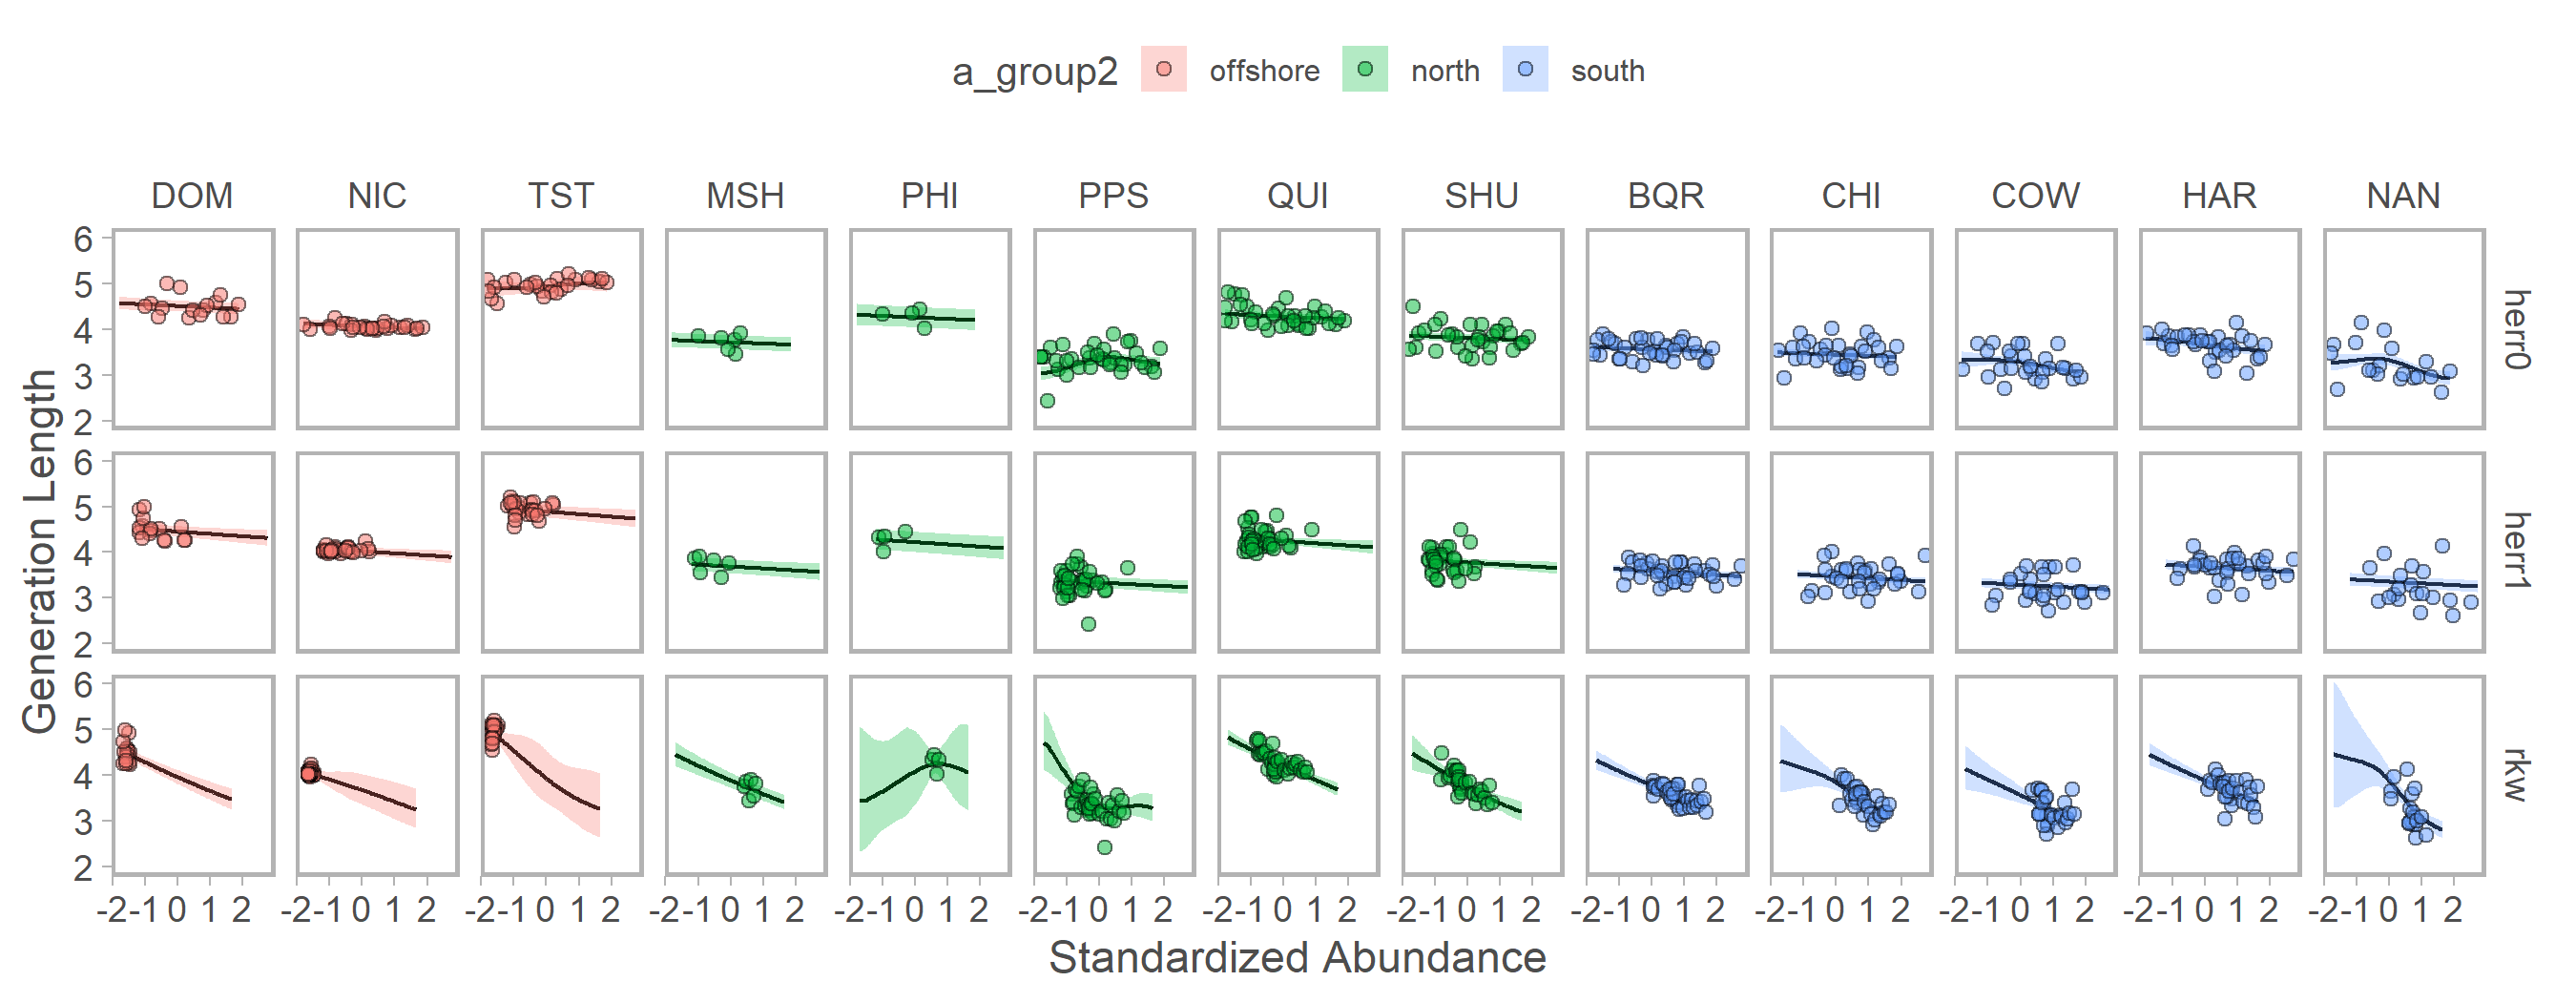 a_group2 offshore north south
DOM NIC TST MSH PHI PPS QUI SHU BQR CHI COW HAR NAN
6
5
4
3
2
herr0
6
5
4
3
2
herr1
6
5
4
3
2
rkw
Generation Length
-2 -1 0 1 2 -2 -1 0 1 2 -2 -1 0 1 2 -2 -1 0 1 2 -2 -1 0 1 2 -2 -1 0 1 2 -2 -1 0 1 2 -2 -1 0 1 2 -2 -1 0 1 2 -2 -1 0 1 2 -2 -1 0 1 2 -2 -1 0 1 2 -2 -1 0 1 2
Standardized Abundance